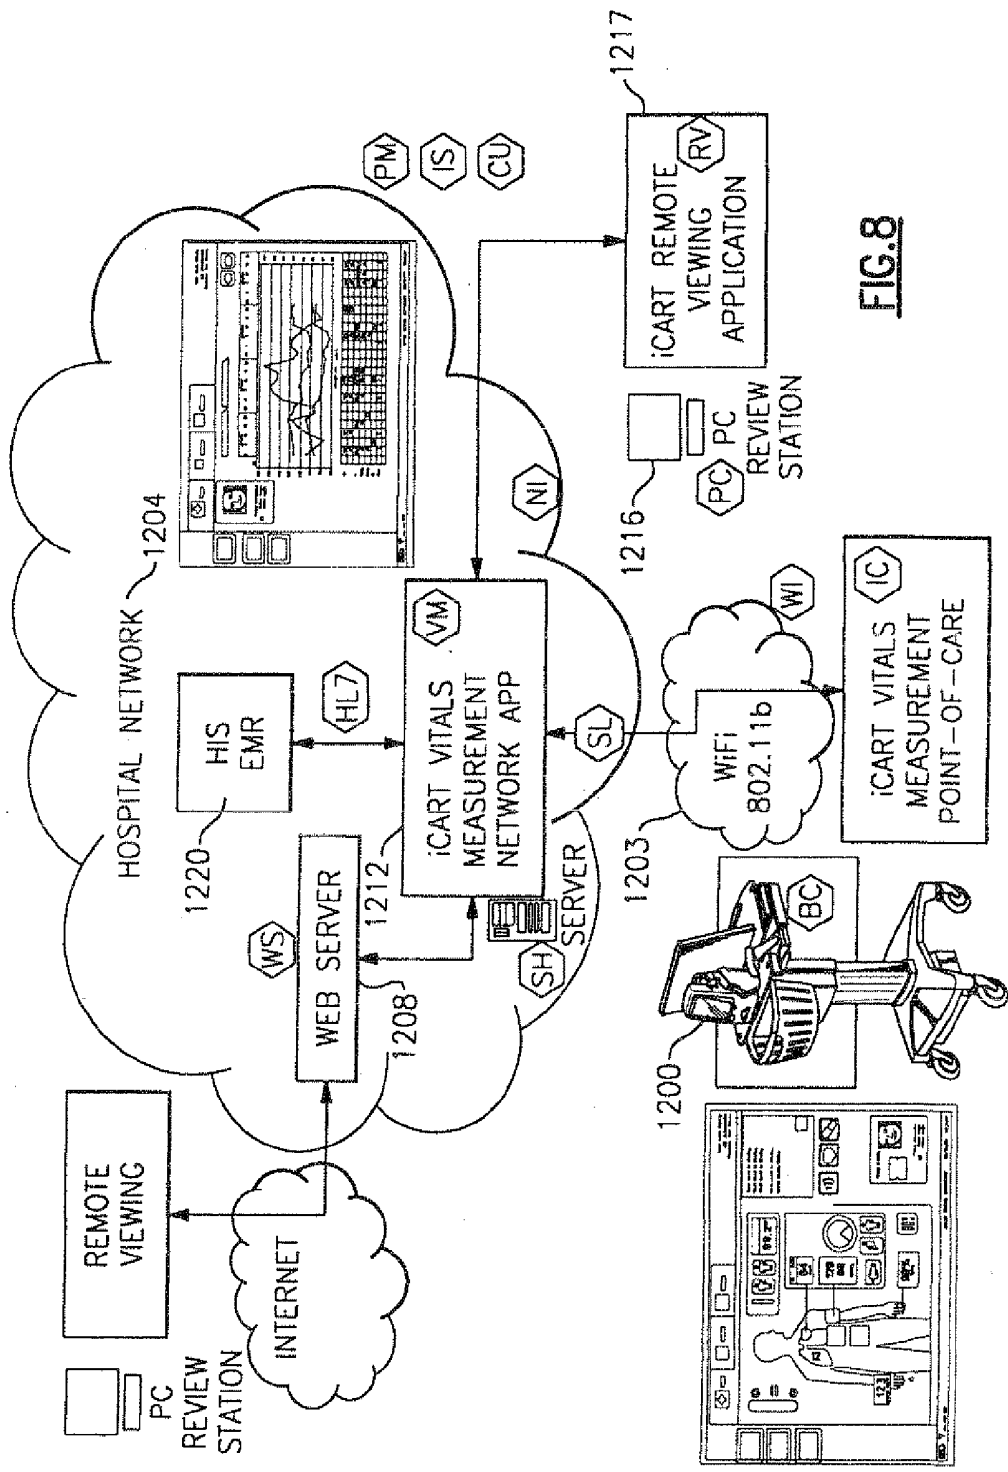 REMOTE
VIEWING
PC
REVIEW
STATION
INTERNET
WS
WEB SERVER
1208
HOSPITAL NETWORK
1204
HIS
EMR
1220
HL7
1212
iCART VITALS
MEASUREMENT
NETWORK APP
VM
SH
SERVER
NI
SL
PM
IS
CU
1217
iCART REMOTE
VIEWING
APPLICATION
RV
1216
PC
PC
REVIEW
STATION
WiFi
802.11b
1203
WI
iCART VITALS
MEASUREMENT
POINT-OF-CARE
IC
1200
BC
FIG.8